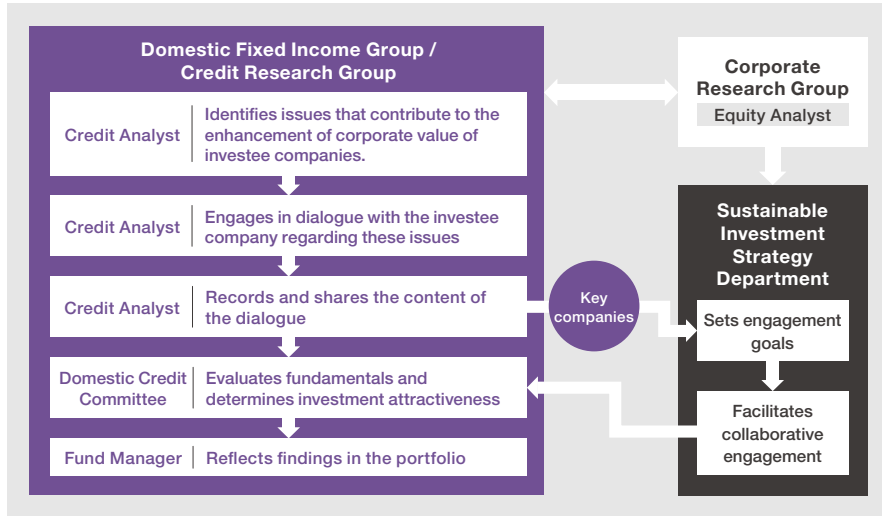 Domestic Fixed Income Group /
Credit Research Group
Credit Analyst
Identifies issues that contribute to the
enhancement of corporate value of
investee companies.
Credit Analyst
Engages in dialogue with the investee
company regarding these issues
Credit Analyst
Records and shares the content of
the dialogue
Domestic Credit
Committee
Evaluates fundamentals and
determines investment attractiveness
Fund Manager
Reflects findings in the portfolio
Key
companies
Corporate
Research Group
Equity Analyst
Sustainable
Investment
Strategy
Department
Sets engagement
goals
Facilitates
collaborative
engagement